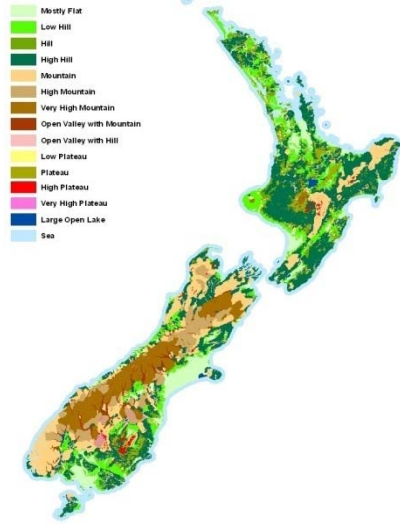 Mostly Flat
Low Hill
Hill
High Hill
Mountain
High Mountain
Very High Mountain
Open Valley with Mountain
Open Valley with Hill
Low Plateau
Plateau
High Plateau
Very High Plateau
Large Open Lake
Sea